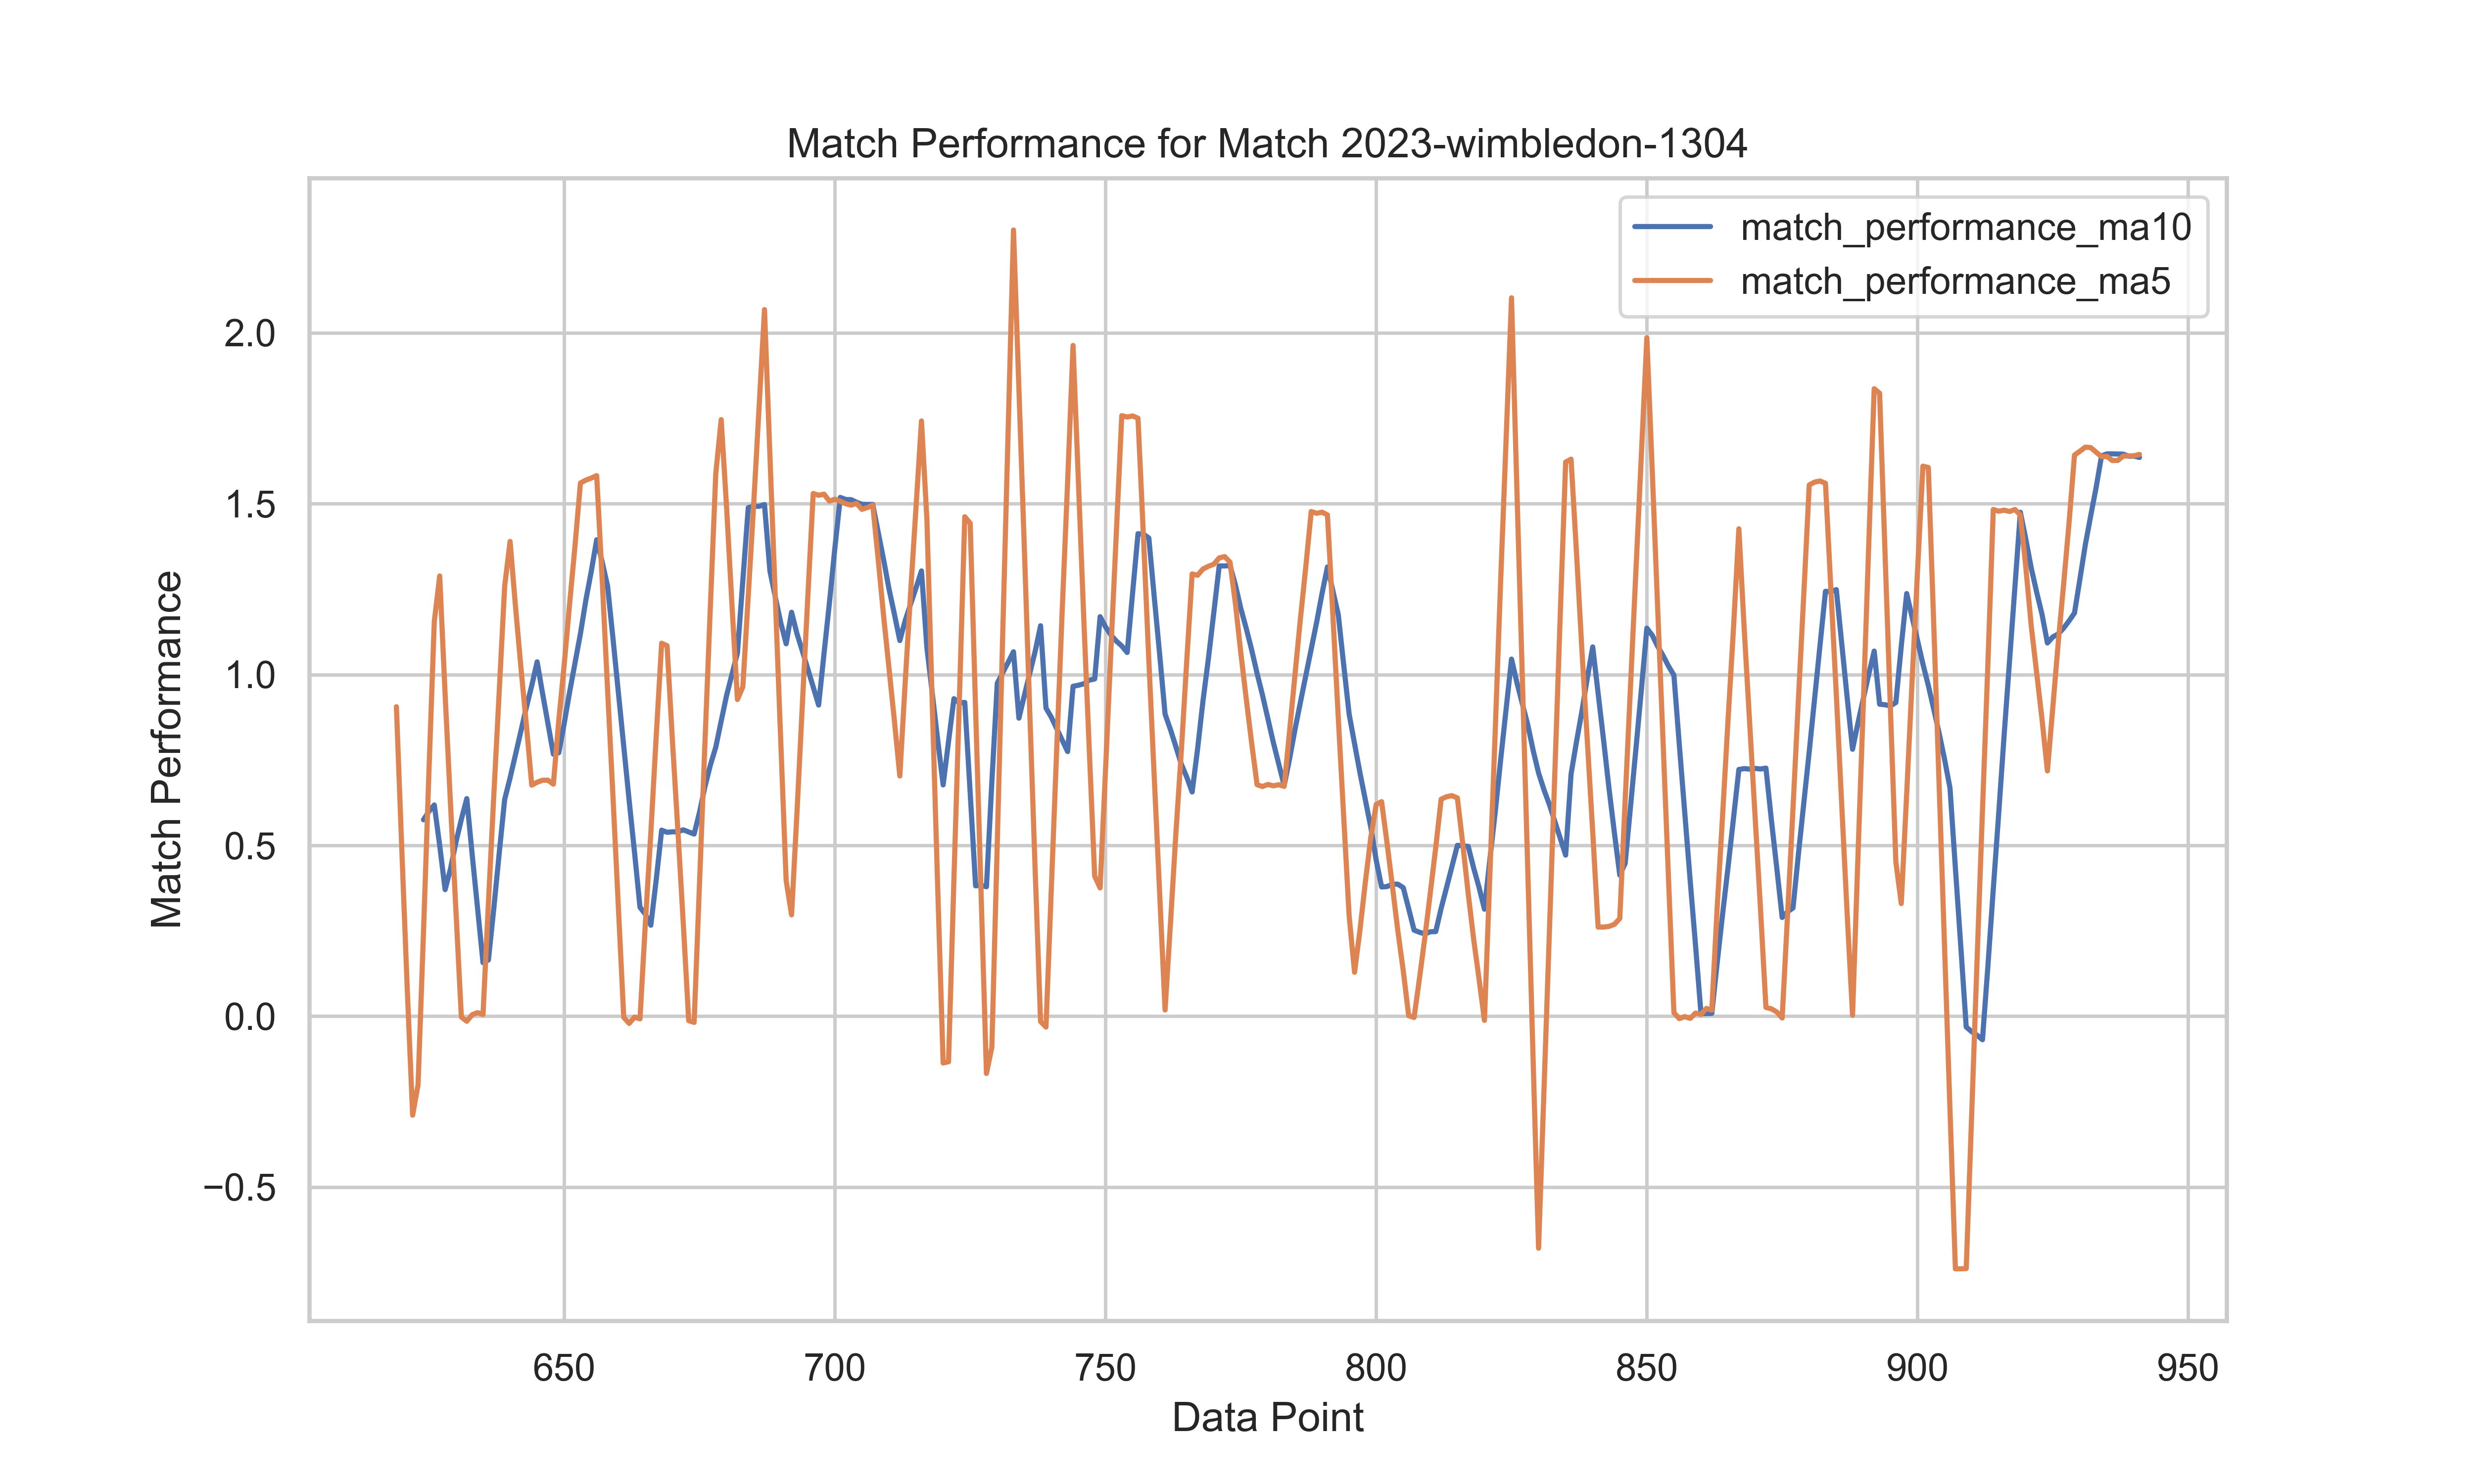 Match Performance for Match 2023-wimbledon-1304
match_performance_ma10
match_performance_ma5
Match Performance
2.0
1.5
1.0
0.5
0.0
−0.5
650 700 750 800 850 900 950
Data Point